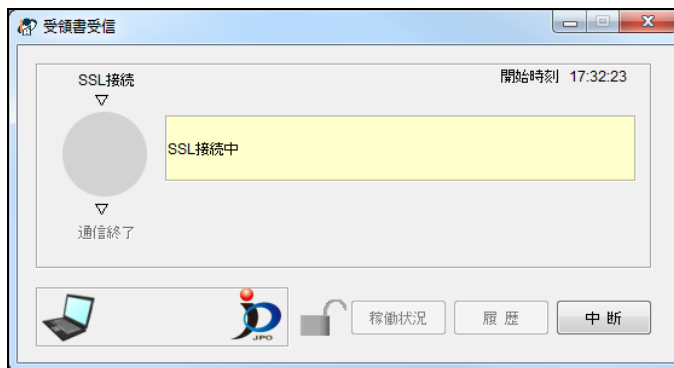 受領書受信
SSL接続
開始時刻 17:32:23
▽
SSL接続中
▽
通信終了
JPO
稼働状況
履 歴
中 断